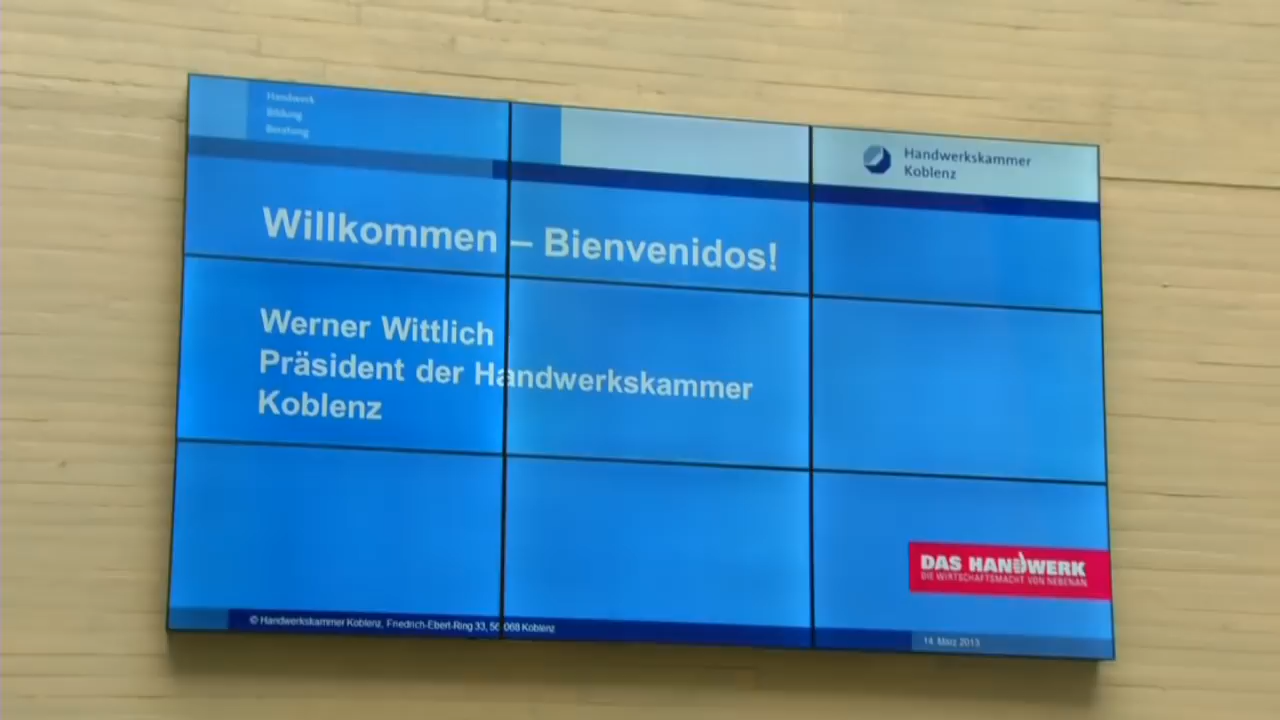 Handwerk
Bildung
Beratung
Handwerkskammer
Koblenz
Willkommen – Bienvenidos!
Werner Wittlich
Präsident der Handwerkskammer
Koblenz
DAS HANDWERK
DIE WIRTSCHAFTSMACHT VON NEBENAN
© Handwerkskammer Koblenz, Friedrich-Ebert-Ring 33, 56068 Koblenz
14. März 2013